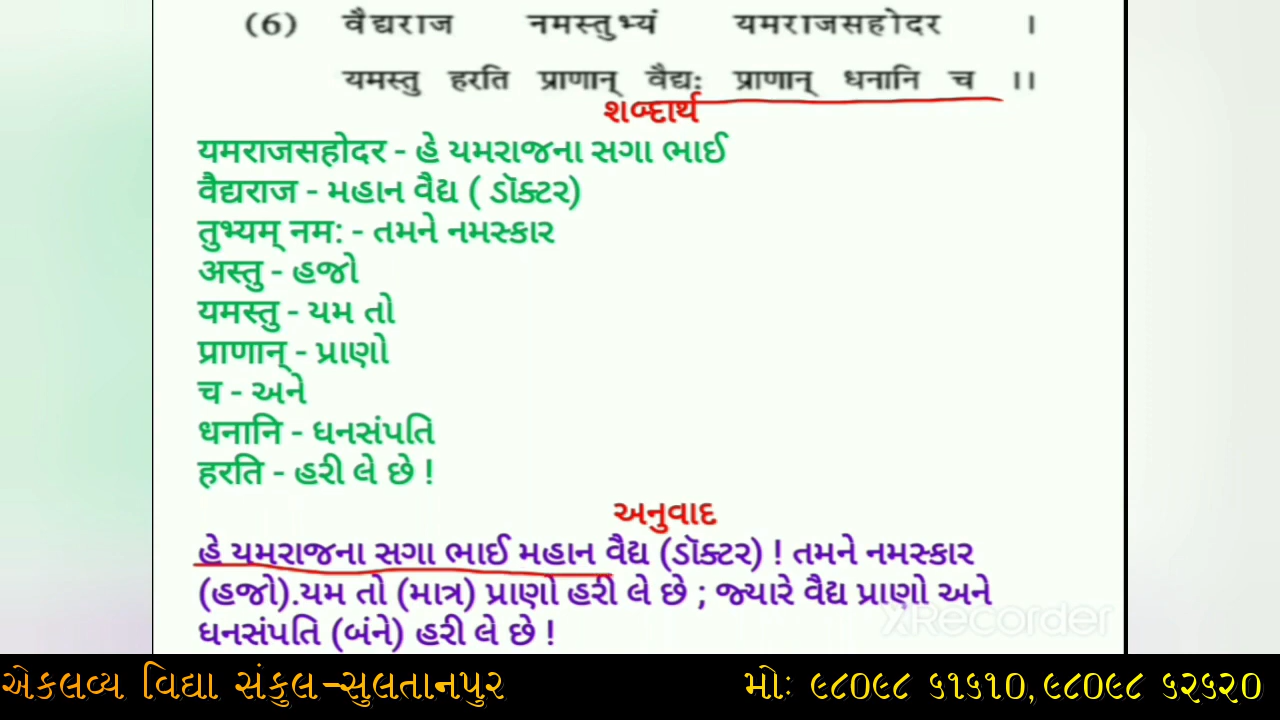 (6) वैद्यराज नमस्तुभ्यं यमराजसहोदर ।
यमस्तु हरति प्राणान् वैद्यः प्राणान् धनानि च ।।
શબ્દાર્થ
यमराजसहोदर - હે યમરાજના સગા ભાઈ
वैद्यराज - મહાન વૈદ્ય ( ડૉક્ટર)
तुभ्यम् नमः - તમને નમસ્કાર
अस्तु - હજો
यमस्तु - યમ તો
प्राणान् - પ્રાણો
च - અને
धनानि - ધનસંપતિ
हरति - હરી લે છે !
અનુવાદ
હે યમરાજના સગા ભાઈ મહાન વૈદ્ય (ડૉક્ટર) ! તમને નમસ્કાર
(હજો).યમ તો (માત્ર) પ્રાણો હરી લે છે ; જ્યારે વૈદ્ય પ્રાણો અને
ધનસંપતિ (બંને) હરી લે છે !
XRecorder
એકલવ્ય વિદ્યા સંકુલ-સુલતાનપુર મોઃ ૯૮૦૯૮ ૬૧૬૧૦, ૯૮૦૯૮ ૬૨૬૨૦